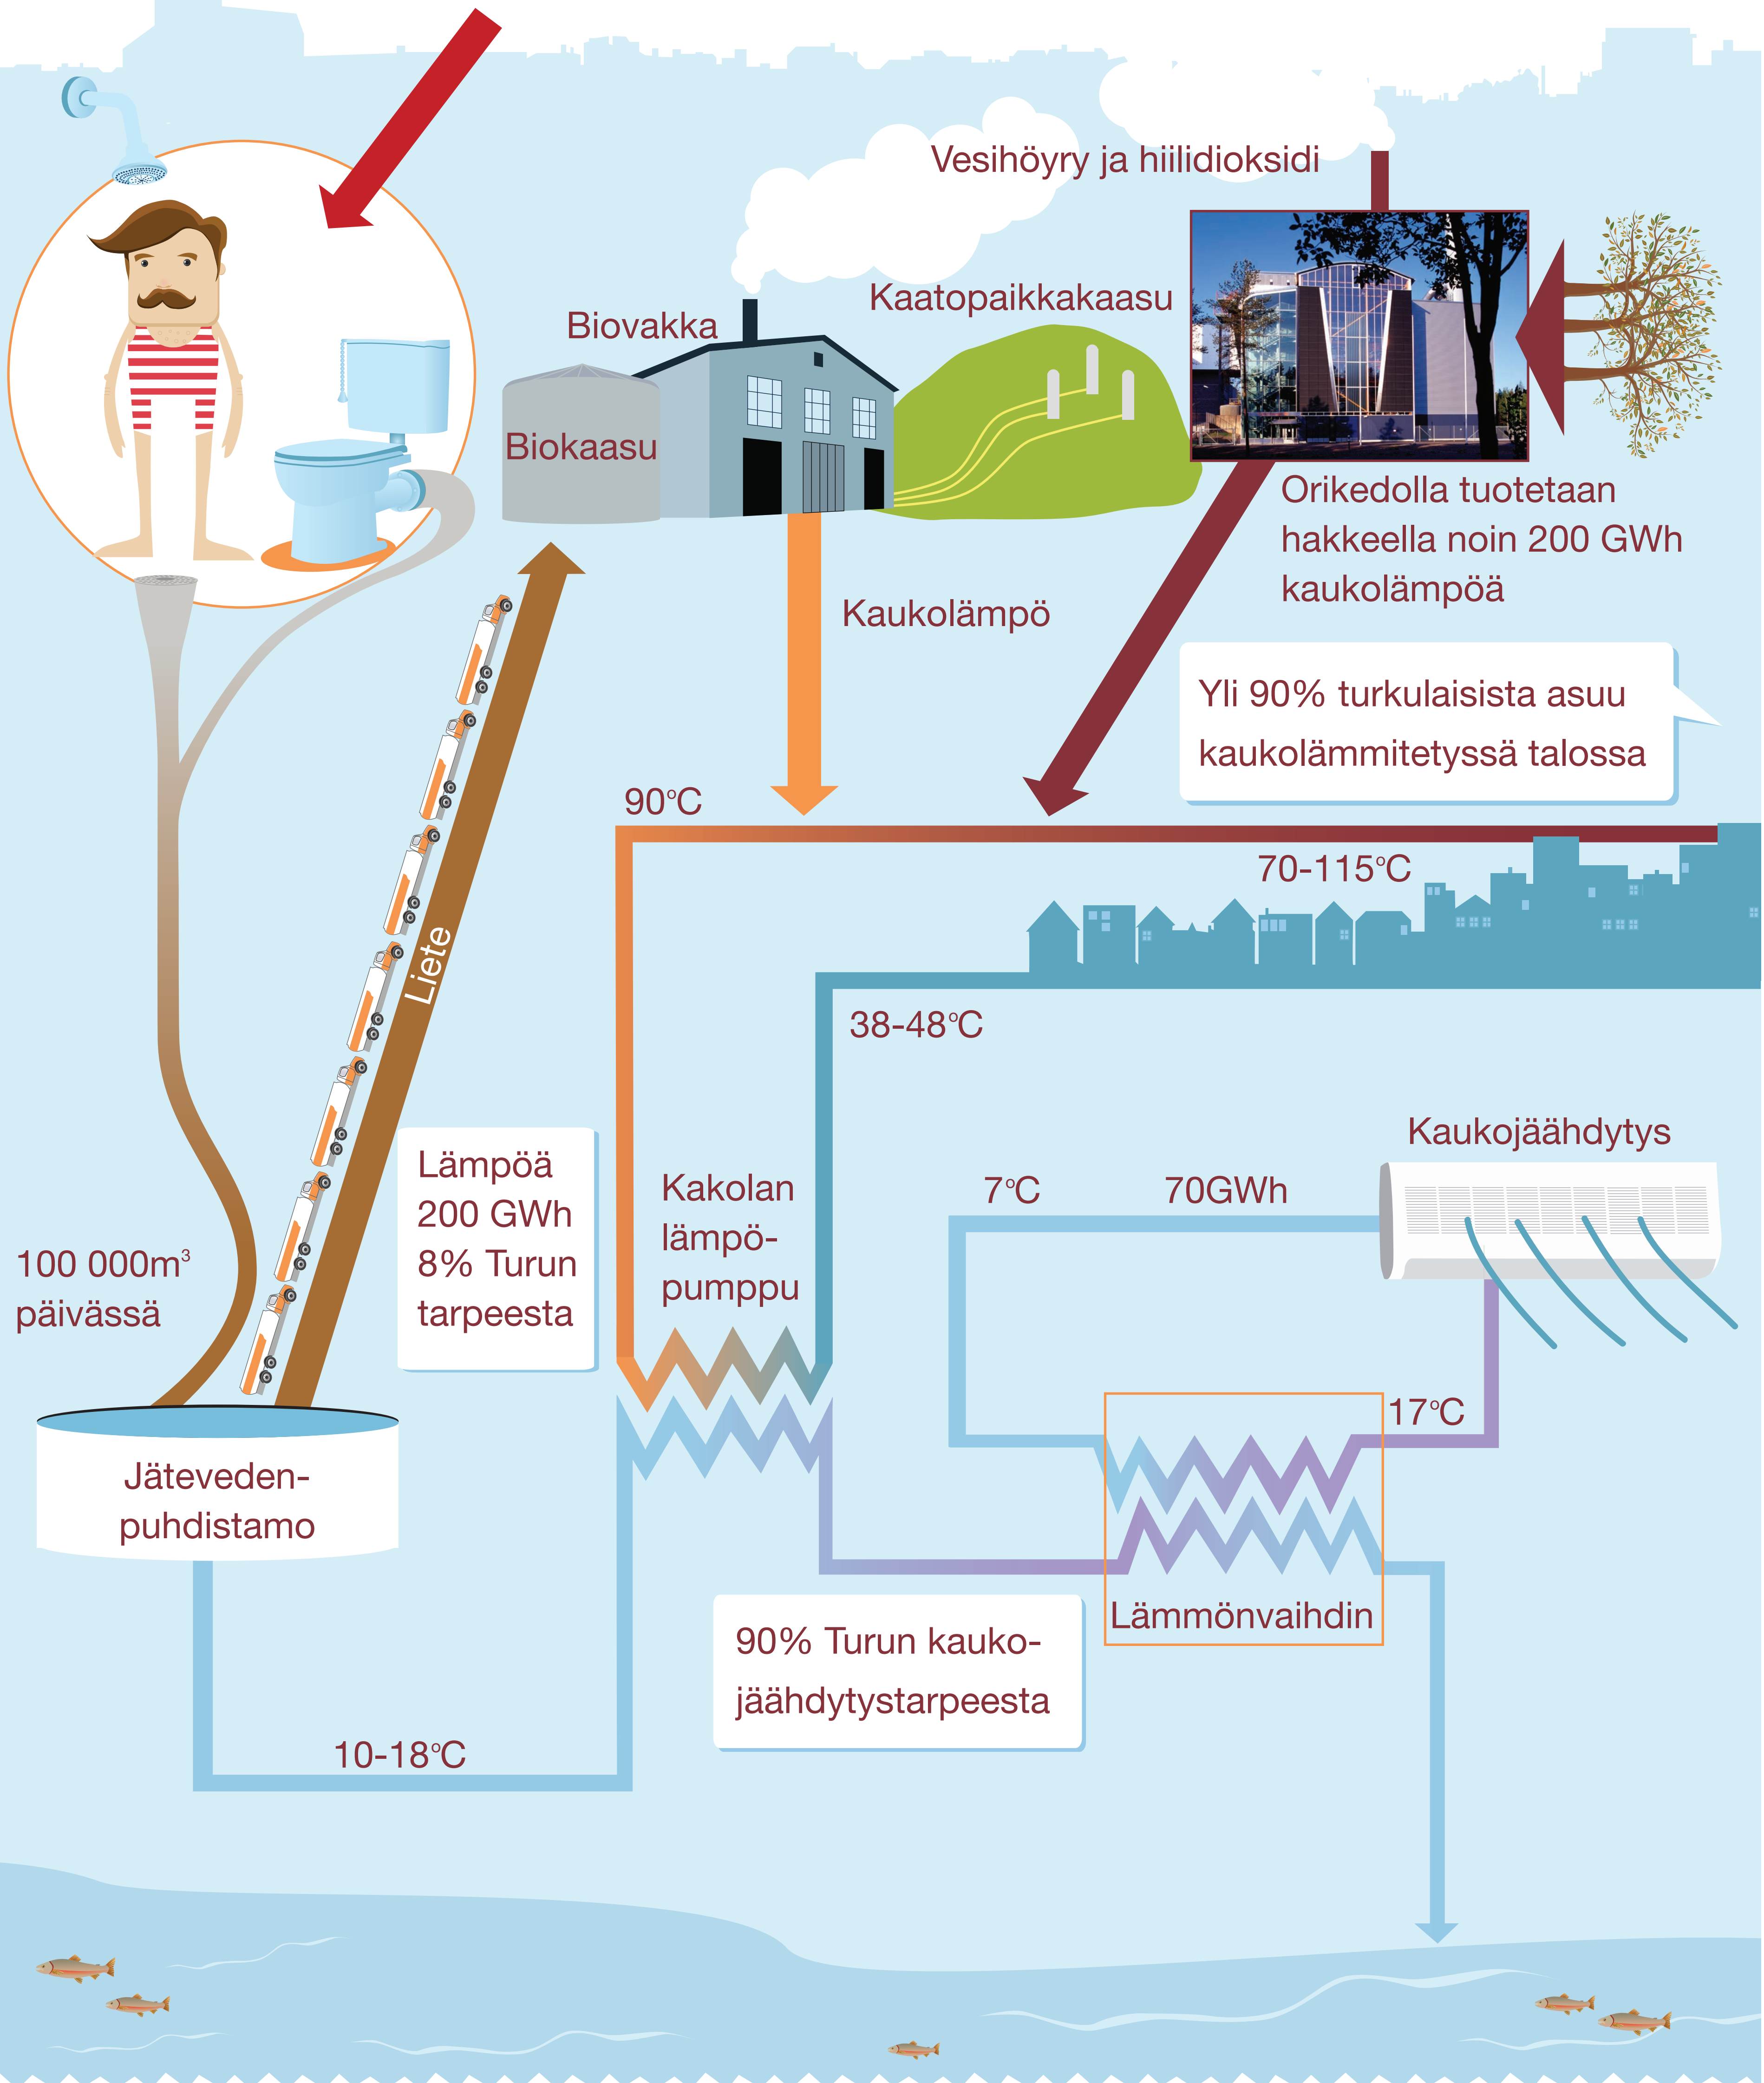 Vesihöyry ja hiilidioksidi
Kaatopaikkakaasu
Biovakka
Biokaasu
Orikedolla tuotetaan
hakkeella noin 200 GWh
kaukolämpöä
Kaukolämpö
Yli 90% turkulaisista asuu
kaukolämmitetyssä talossa
90°C
70-115°C
Liete
38-48°C
Kaukojäähdytys
Lämpöä
200 GWh
8% Turun
tarpeesta
Kakolan
lämpö-
pumppu
7°C
70GWh
100 000m³
päivässä
17°C
Jäteveden-
puhdistamo
Lämmönvaihdin
90% Turun kauko-
jäähdytystarpeesta
10-18°C